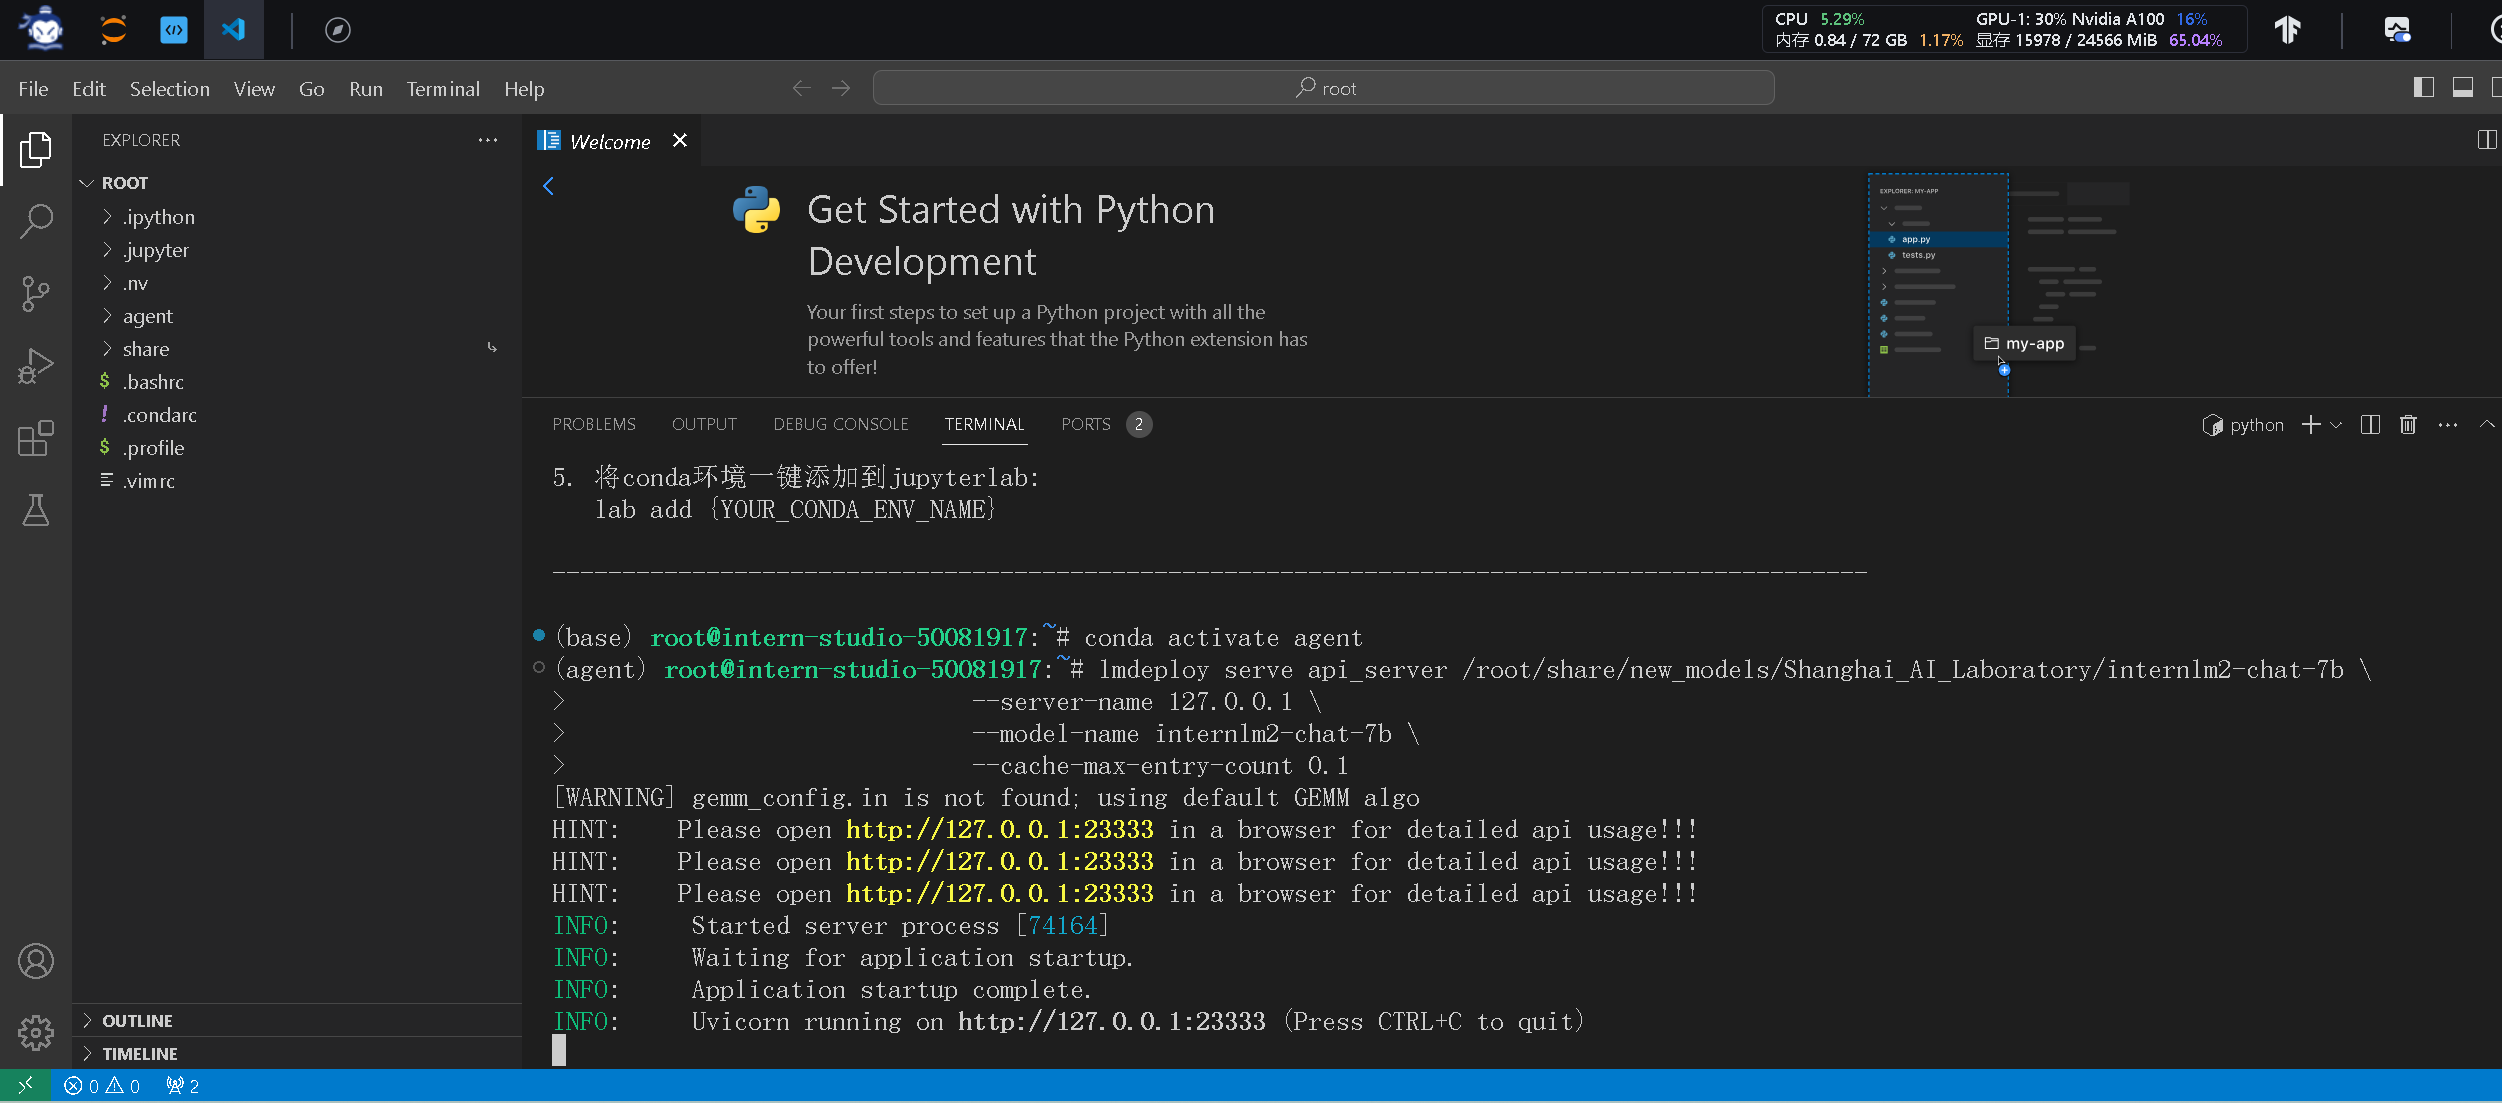 CPU 5.29% GPU-1: 30% Nvidia A100 16%
内存 0.84 / 72 GB 1.17% 显存 15978 / 24566 MiB 65.04%
File Edit Selection View Go Run Terminal Help
root
EXPLORER
ROOT
.ipython
.jupyter
.nv
agent
share
.bashrc
.condarc
.profile
.vimrc
OUTLINE
TIMELINE
Welcome
Get Started with Python
Development
Your first steps to set up a Python project with all the
powerful tools and features that the Python extension has
to offer!
EXPLORER: MY-APP
app.py
tests.py
my-app
PROBLEMS OUTPUT DEBUG CONSOLE TERMINAL PORTS 2
python
5. 将conda环境一键添加到jupyterlab:
lab add {YOUR_CONDA_ENV_NAME}
----------------------------------------------------------------------------------------------
(base) root@intern-studio-50081917:~# conda activate agent
(agent) root@intern-studio-50081917:~# lmdeploy serve api_server /root/share/new_models/Shanghai_AI_Laboratory/internlm2-chat-7b \
> --server-name 127.0.0.1 \
> --model-name internlm2-chat-7b \
> --cache-max-entry-count 0.1
[WARNING] gemm_config.in is not found; using default GEMM algo
HINT: Please open http://127.0.0.1:23333 in a browser for detailed api usage!!!
HINT: Please open http://127.0.0.1:23333 in a browser for detailed api usage!!!
HINT: Please open http://127.0.0.1:23333 in a browser for detailed api usage!!!
INFO: Started server process [74164]
INFO: Waiting for application startup.
INFO: Application startup complete.
INFO: Uvicorn running on http://127.0.0.1:23333 (Press CTRL+C to quit)
0 0 2